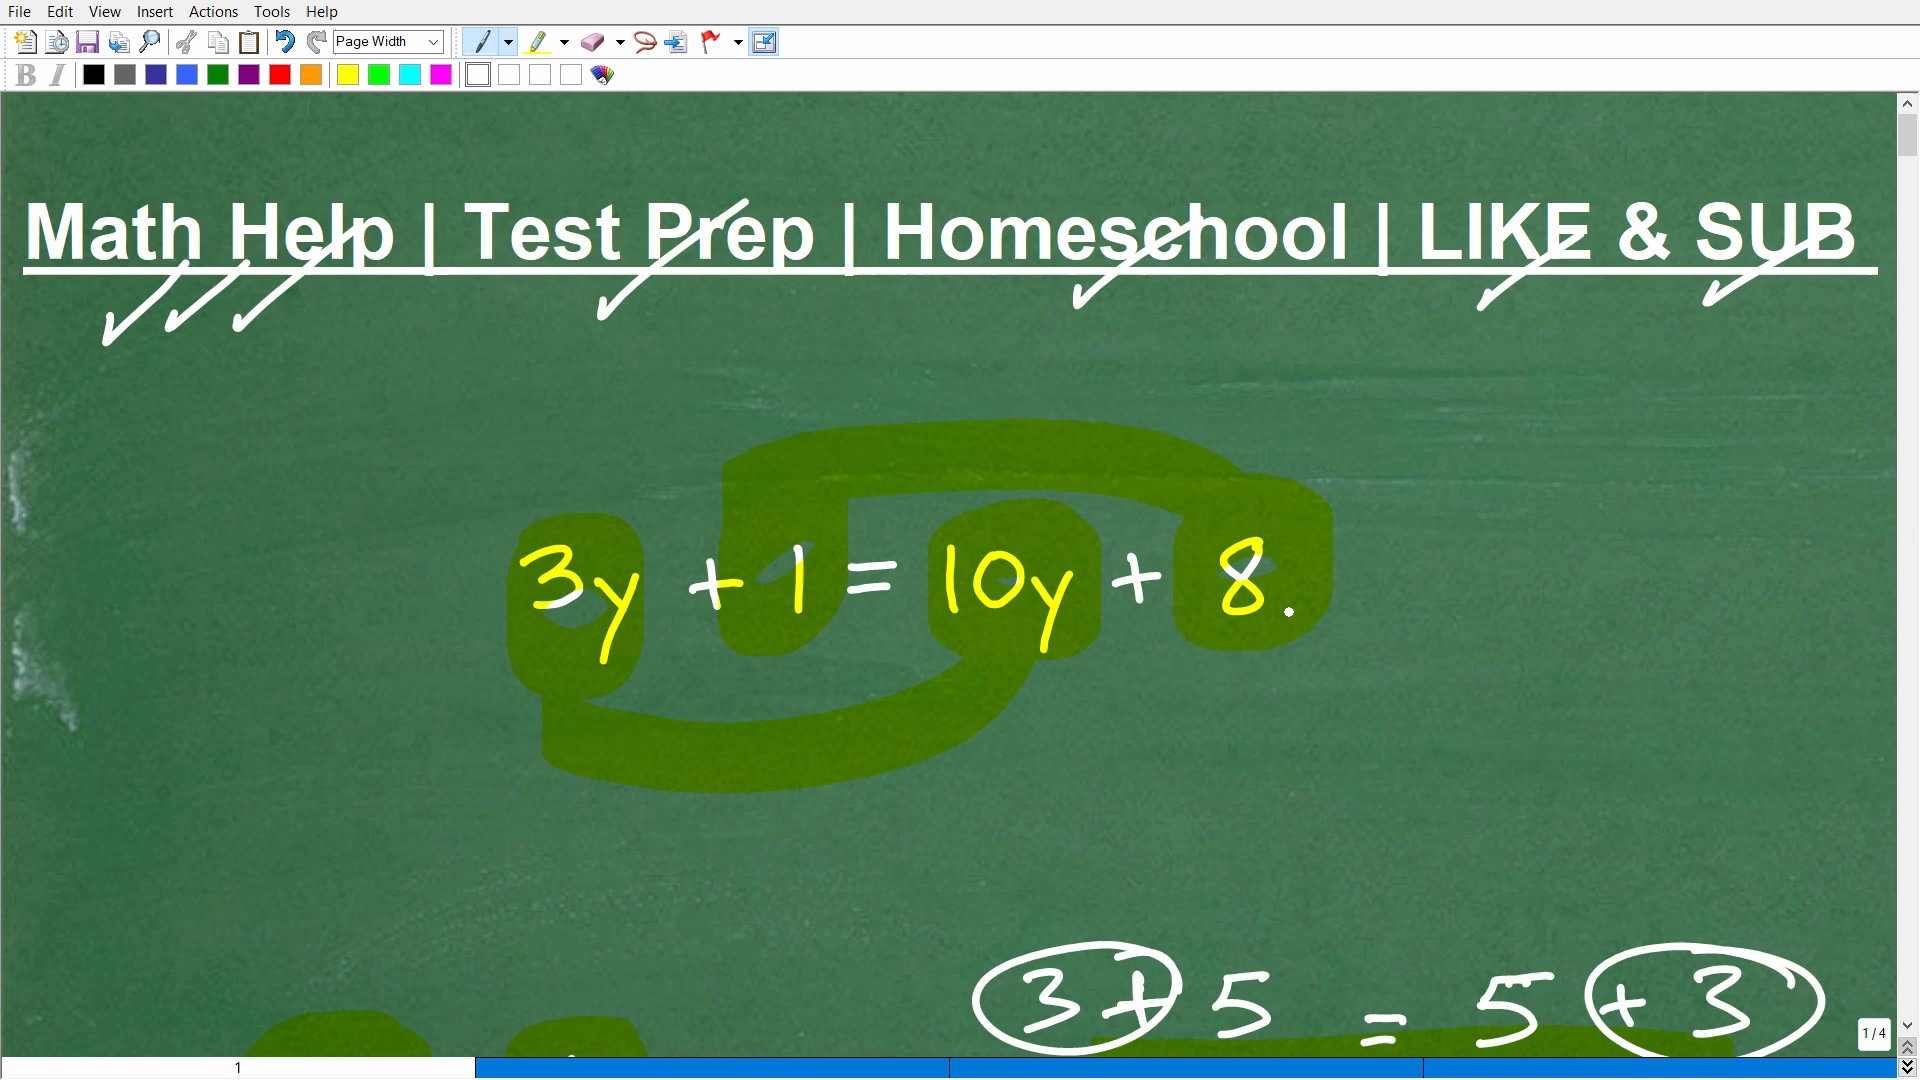 File Edit View Insert Actions Tools Help
Page Width
B I
Math Help | Test Prep | Homeschool | LIKE & SUB
3y + 1 = 10y + 8.
3 + 5 = 5 + 3
1 / 4
1